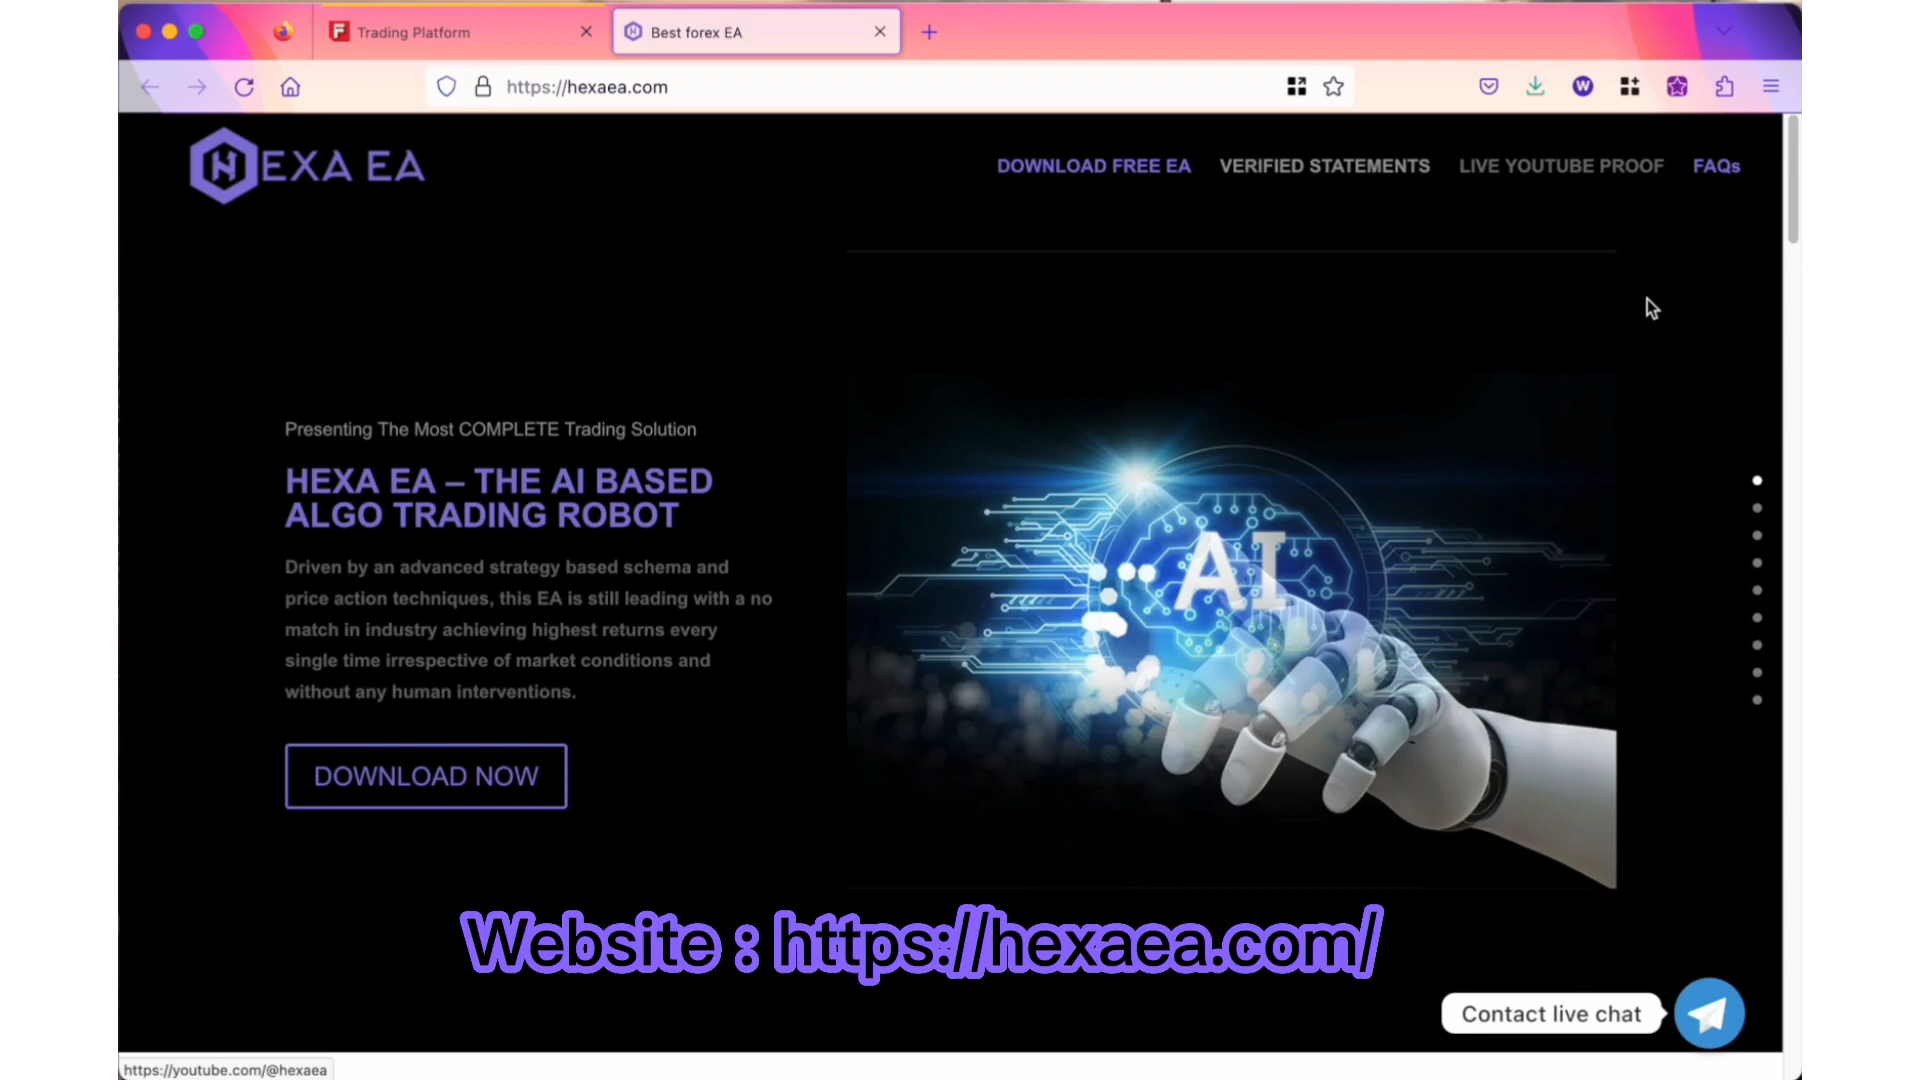 Trading Platform
Best forex EA
https://hexaea.com
W
HEXA EA
DOWNLOAD FREE EA
VERIFIED STATEMENTS
LIVE YOUTUBE PROOF
FAQs
Presenting The Most COMPLETE Trading Solution
HEXA EA – THE AI BASED
ALGO TRADING ROBOT
Driven by an advanced strategy based schema and
price action techniques, this EA is still leading with a no
match in industry achieving highest returns every
single time irrespective of market conditions and
without any human interventions.
DOWNLOAD NOW
AI
Website : https://hexaea.com/
Contact live chat
https://youtube.com/@hexaea